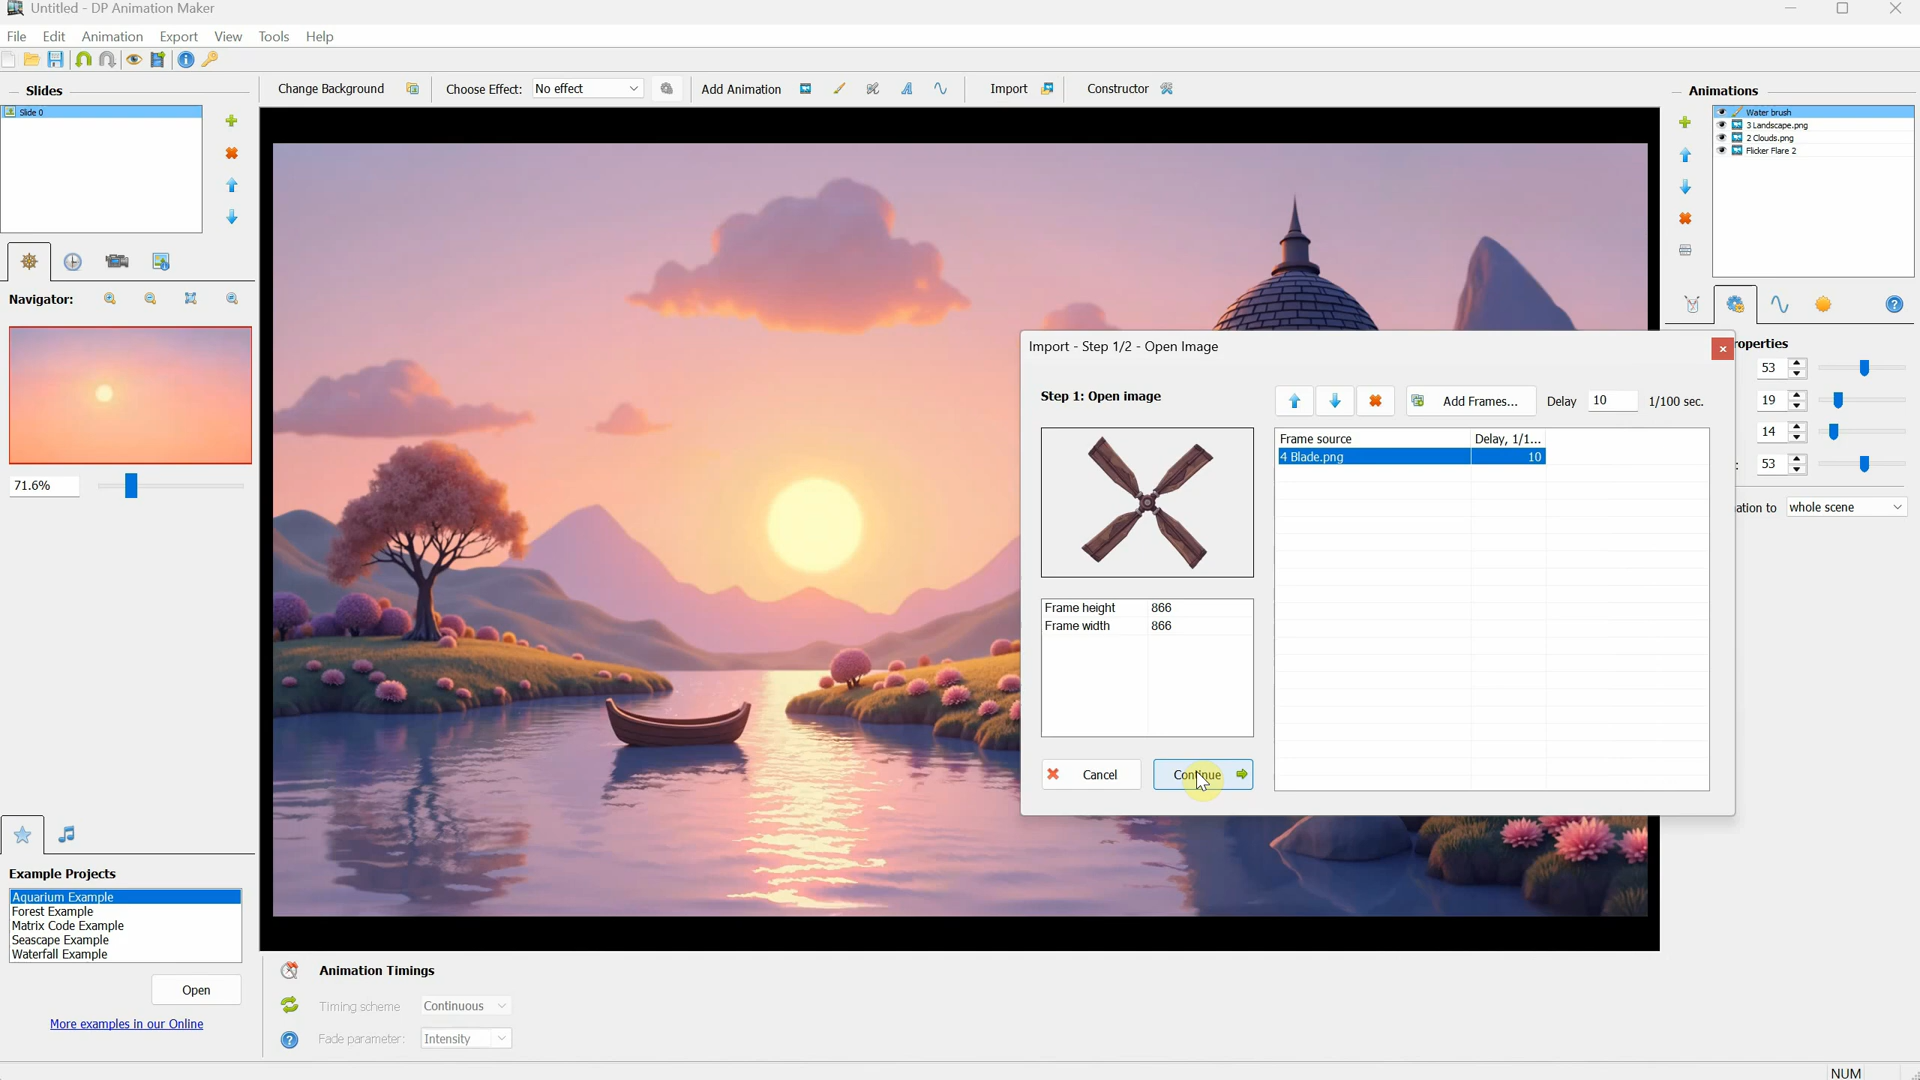 Untitled - DP Animation Maker
File Edit Animation Export View Tools Help
Slides
Slide 0
Change Background Choose Effect: No effect Add Animation Import Constructor
Animations
Water brush
3 Landscape.png
2 Clouds.png
Flicker Flare 2
Navigator:
71.6%
Import - Step 1/2 - Open Image
Step 1: Open image
Add Frames... Delay 10 1/100 sec.
Frame source Delay, 1/1...
4 Blade.png 10
Frame height 866
Frame width 866
Cancel Continue
roperties
53
19
14
: 53
ation to whole scene
Example Projects
Aquarium Example
Forest Example
Matrix Code Example
Seascape Example
Waterfall Example
Open
More examples in our Online
Animation Timings
Timing scheme Continuous
Fade parameter: Intensity
NUM